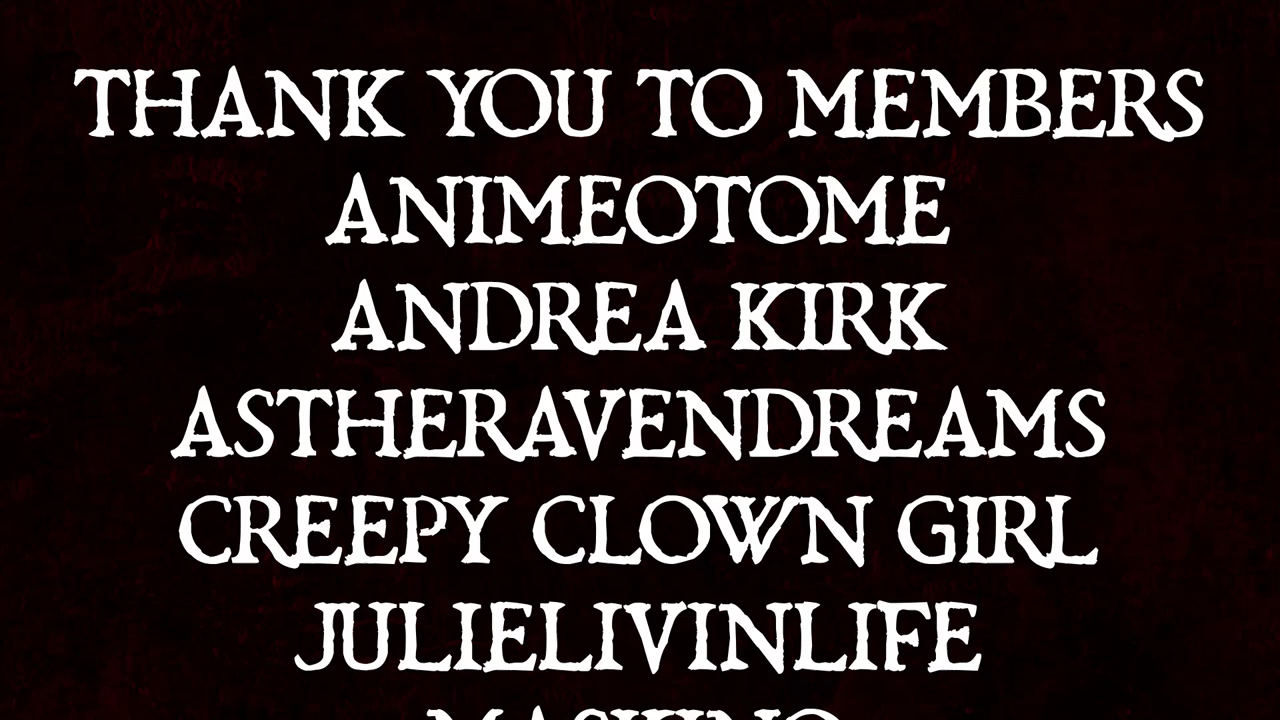 THANK YOU TO MEMBERS
ANIMEOTOME
ANDREA KIRK
ASTHERAVENDREAMS
CREEPY CLOWN GIRL
JULIELIVINLIFE